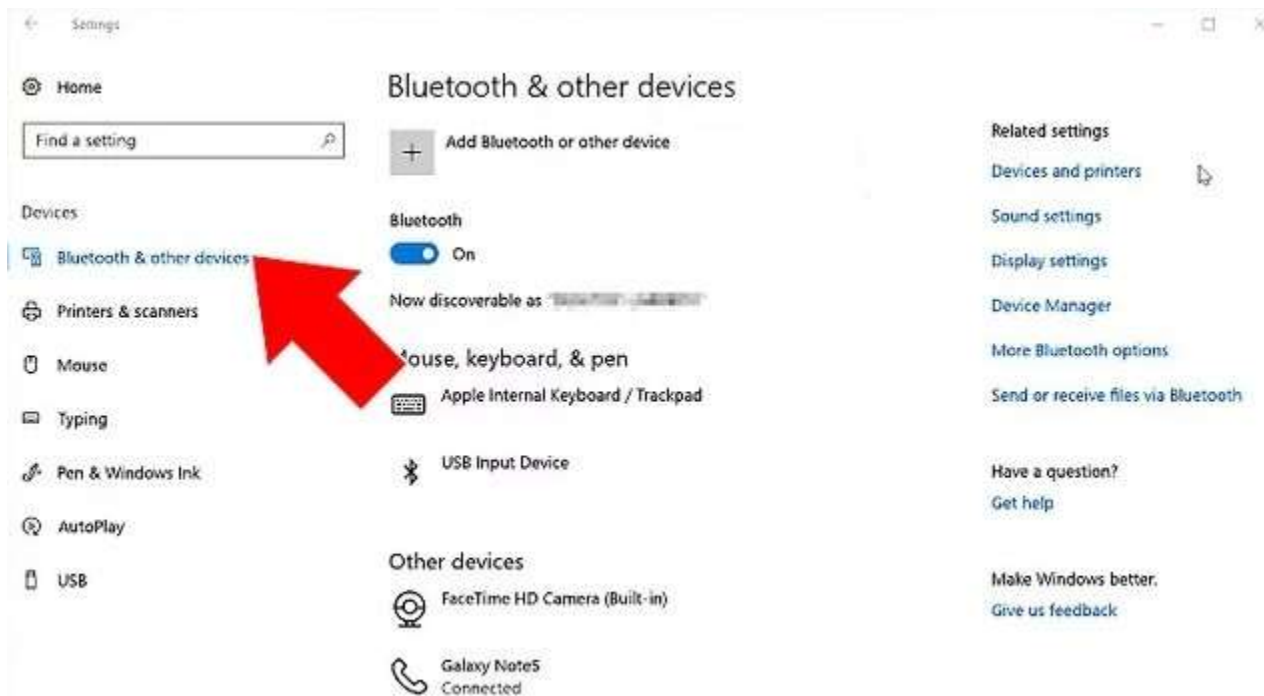 Settings
Home
Find a setting
Devices
Bluetooth & other devices
Printers & scanners
Mouse
Typing
Pen & Windows Ink
AutoPlay
USB
Bluetooth & other devices
Add Bluetooth or other device
Bluetooth
On
Now discoverable as
Mouse, keyboard, & pen
Apple Internal Keyboard / Trackpad
USB Input Device
Other devices
FaceTime HD Camera (Built-in)
Galaxy Note5
Connected
Related settings
Devices and printers
Sound settings
Display settings
Device Manager
More Bluetooth options
Send or receive files via Bluetooth
Have a question?
Get help
Make Windows better.
Give us feedback